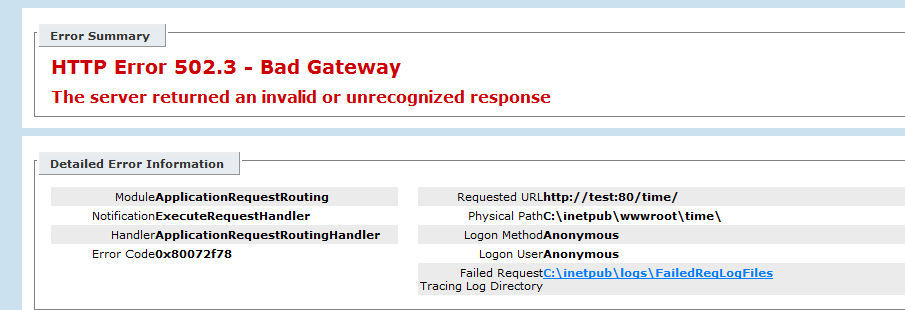 Error Summary
HTTP Error 502.3 - Bad Gateway
The server returned an invalid or unrecognized response
Detailed Error Information
Module ApplicationRequestRouting
Notification ExecuteRequestHandler
Handler ApplicationRequestRoutingHandler
Error Code 0x80072f78
Requested URL http://test:80/time/
Physical Path C:\inetpub\wwwroot\time\
Logon Method Anonymous
Logon User Anonymous
Failed Request C:\inetpub\logs\FailedReqLogFiles
Tracing Log Directory